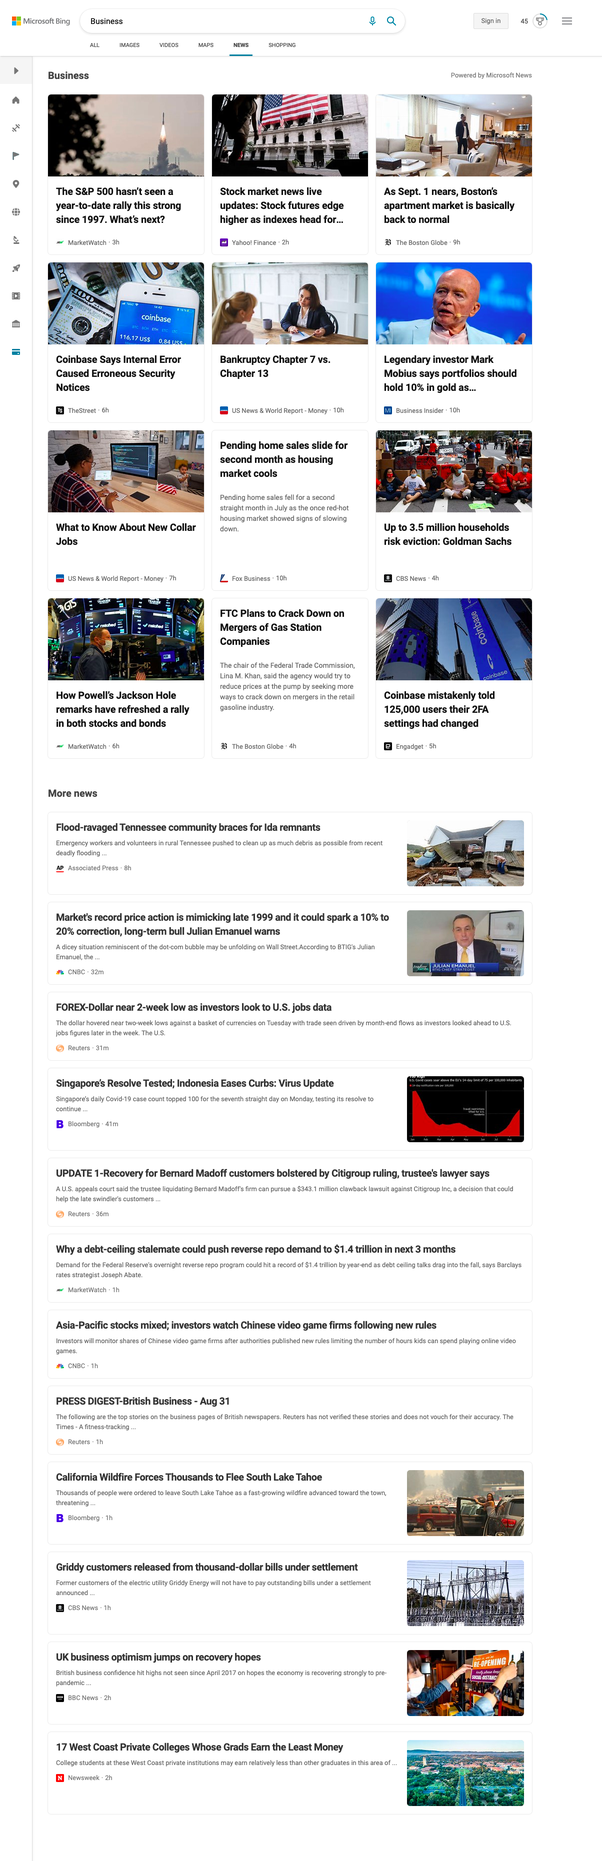 Microsoft Bing
Business
Sign in
45
ALL IMAGES VIDEOS MAPS NEWS SHOPPING
Business
Powered by Microsoft News
The S&P 500 hasn't seen a
year-to-date rally this strong
since 1997. What's next?
MarketWatch · 3h
Stock market news live
updates: Stock futures edge
higher as indexes head for...
Yahoo! Finance · 2h
As Sept. 1 nears, Boston's
apartment market is basically
back to normal
The Boston Globe · 9h
coinbase
116,17 US$
0,84 US$
Coinbase Says Internal Error
Caused Erroneous Security
Notices
TheStreet · 6h
Bankruptcy Chapter 7 vs.
Chapter 13
US News & World Report - Money · 10h
Legendary investor Mark
Mobius says portfolios should
hold 10% in gold as...
Business Insider · 10h
What to Know About New Collar
Jobs
US News & World Report - Money · 7h
Pending home sales slide for
second month as housing
market cools
Pending home sales fell for a second
straight month in July as the once red-hot
housing market showed signs of slowing
down.
Fox Business · 10h
Up to 3.5 million households
risk eviction: Goldman Sachs
CBS News · 4h
How Powell's Jackson Hole
remarks have refreshed a rally
in both stocks and bonds
MarketWatch · 6h
FTC Plans to Crack Down on
Mergers of Gas Station
Companies
The chair of the Federal Trade Commission,
Lina M. Khan, said the agency would try to
reduce prices at the pump by seeking more
ways to crack down on mergers in the retail
gasoline industry.
The Boston Globe · 4h
coinbase
Coinbase mistakenly told
125,000 users their 2FA
settings had changed
Engadget · 5h
More news
Flood-ravaged Tennessee community braces for Ida remnants
Emergency workers and volunteers in rural Tennessee pushed to clean up as much debris as possible from recent
deadly flooding ...
AP Associated Press · 8h
Market's record price action is mimicking late 1999 and it could spark a 10% to
20% correction, long-term bull Julian Emanuel warns
A dicey situation reminiscent of the dot-com bubble may be unfolding on Wall Street.According to BTIG's Julian
Emanuel, the ...
CNBC · 32m
JULIAN EMANUEL
FOREX-Dollar near 2-week low as investors look to U.S. jobs data
The dollar hovered near two-week lows against a basket of currencies on Tuesday with trade seen driven by month-end flows as investors looked ahead to U.S.
jobs figures later in the week. The U.S.
Reuters · 31m
Singapore's Resolve Tested; Indonesia Eases Curbs: Virus Update
Singapore's daily Covid-19 case count topped 100 for the seventh straight day on Monday, testing its resolve to
continue ...
B Bloomberg · 41m
UPDATE 1-Recovery for Bernard Madoff customers bolstered by Citigroup ruling, trustee's lawyer says
A U.S. appeals court said the trustee liquidating Bernard Madoff's firm can pursue a $343.1 million clawback lawsuit against Citigroup Inc, a decision that could
help the late swindler's customers ...
Reuters · 36m
Why a debt-ceiling stalemate could push reverse repo demand to $1.4 trillion in next 3 months
Demand for the Federal Reserve's overnight reverse repo program could hit a record of $1.4 trillion by year-end as debt ceiling talks drag into the fall, says Barclays
rates strategist Joseph Abate.
MarketWatch · 1h
Asia-Pacific stocks mixed; investors watch Chinese video game firms following new rules
Investors will monitor shares of Chinese video game firms after authorities published new rules limiting the number of hours kids can spend playing online video
games.
CNBC · 1h
PRESS DIGEST-British Business - Aug 31
The following are the top stories on the business pages of British newspapers. Reuters has not verified these stories and does not vouch for their accuracy. The
Times - A fitness-tracking ...
Reuters · 1h
California Wildfire Forces Thousands to Flee South Lake Tahoe
Thousands of people were ordered to leave South Lake Tahoe as a fast-growing wildfire advanced toward the town,
threatening ...
B Bloomberg · 1h
Griddy customers released from thousand-dollar bills under settlement
Former customers of the electric utility Griddy Energy will not have to pay outstanding bills under a settlement
announced ...
CBS News · 1h
UK business optimism jumps on recovery hopes
British business confidence hit highs not seen since April 2017 on hopes the economy is recovering strongly to pre-
pandemic ...
BBC News · 2h
RE-OPENING
17 West Coast Private Colleges Whose Grads Earn the Least Money
College students at these West Coast private institutions may earn relatively less than other graduates in this area of ...
N Newsweek · 2h